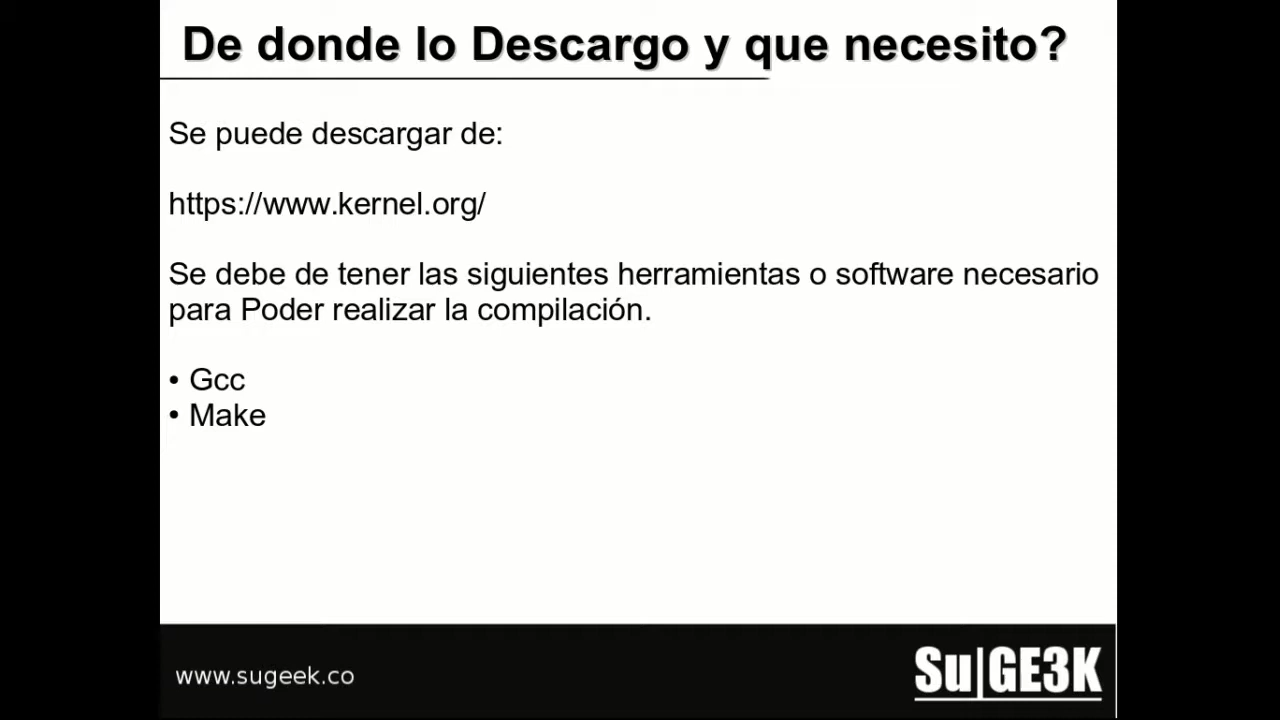 De donde lo Descargo y que necesito?
Se puede descargar de:
https://www.kernel.org/
Se debe de tener las siguientes herramientas o software necesario
para Poder realizar la compilación.
• Gcc
• Make
www.sugeek.co
Su|GE3K